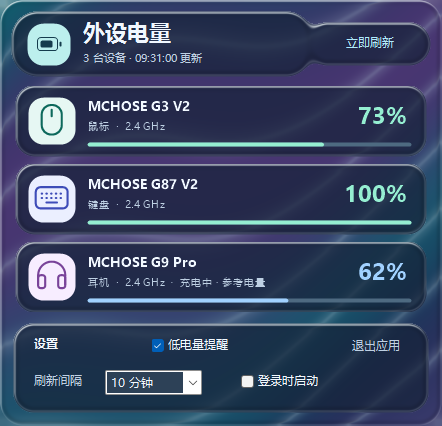 外设电量
立即刷新
3 台设备 · 09:31:00 更新
MCHOSE G3 V2
73%
鼠标 · 2.4 GHz
MCHOSE G87 V2
100%
键盘 · 2.4 GHz
MCHOSE G9 Pro
62%
耳机 · 2.4 GHz · 充电中 · 参考电量
设置
低电量提醒
退出应用
刷新间隔
10 分钟
登录时启动